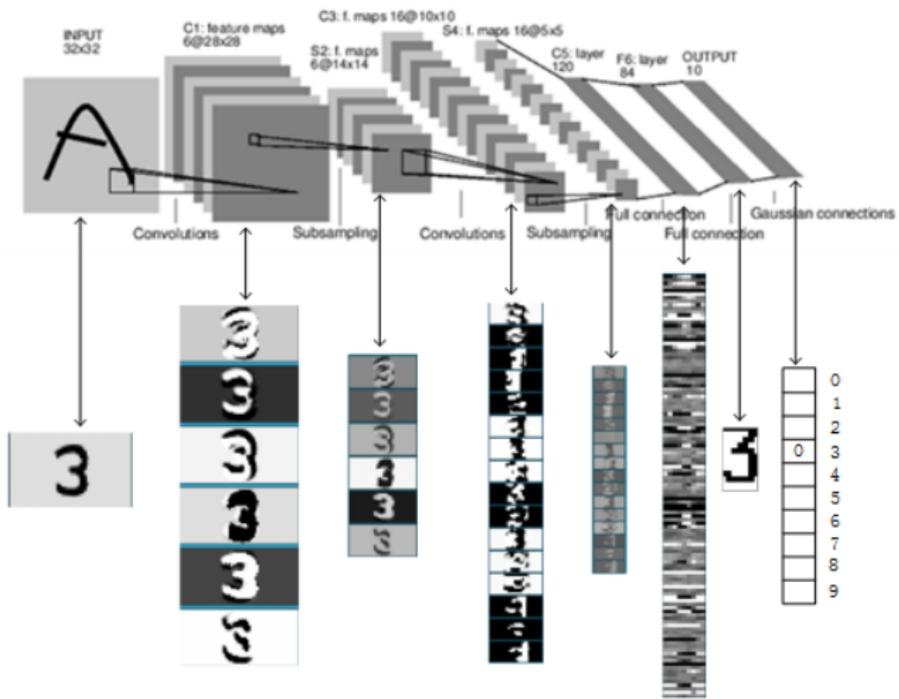 INPUT
32x32
C1: feature maps
6@28x28
S2: f. maps
6@14x14
C3: f. maps 16@10x10
S4: f. maps 16@5x5
C5: layer
120
F6: layer
84
OUTPUT
10
Convolutions
Subsampling
Convolutions
Subsampling
Full connection
Full connection
Gaussian connections
A
3
3
0
0
1
2
3
4
5
6
7
8
9